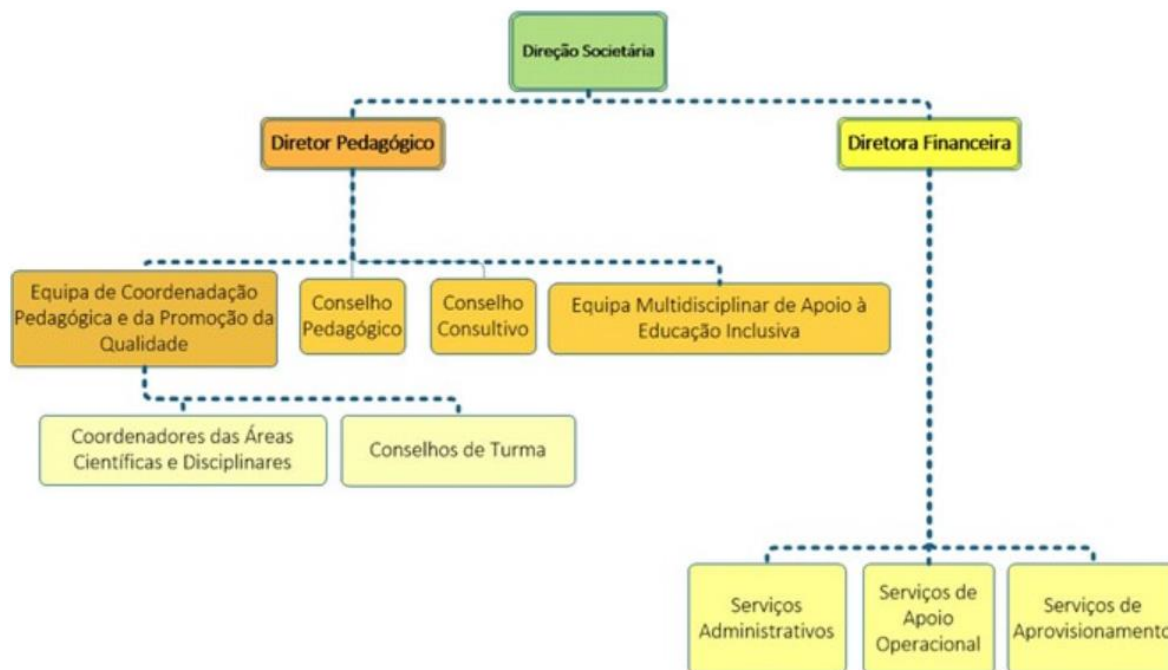 Direção Societária
Diretor Pedagógico
Diretora Financeira
Equipa de Coordenadação
Pedagógica e da Promoção da
Qualidade
Conselho
Pedagógico
Conselho
Consultivo
Equipa Multidisciplinar de Apoio à
Educação Inclusiva
Coordenadores das Áreas
Científicas e Disciplinares
Conselhos de Turma
Serviços
Administrativos
Serviços de
Apoio
Operacional
Serviços de
Aprovisionamento